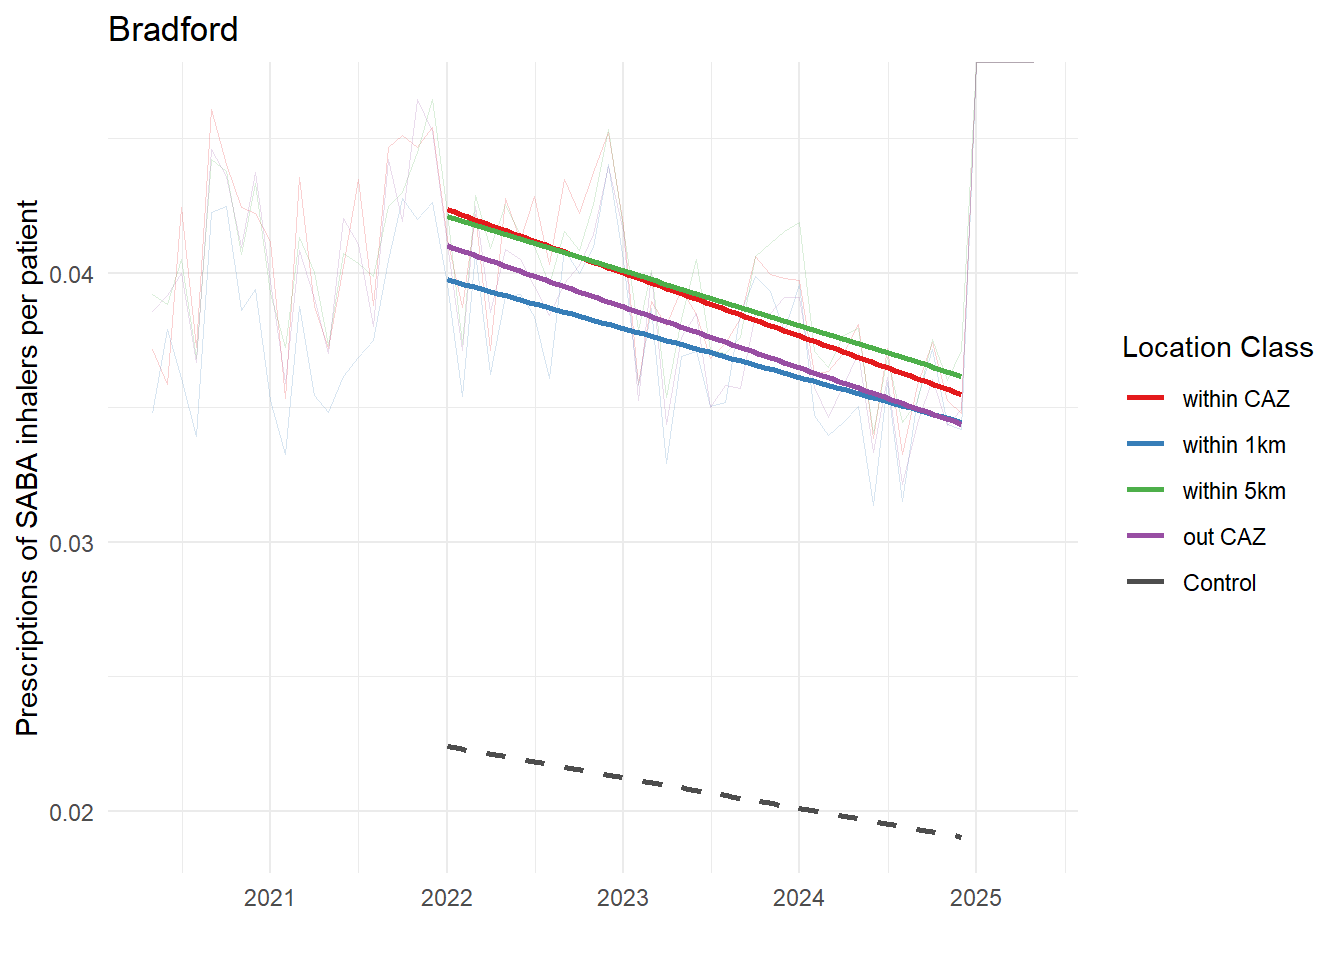 Bradford
Prescriptions of SABA inhalers per patient
0.04
0.03
0.02
2021
2022
2023
2024
2025
Location Class
within CAZ
within 1km
within 5km
out CAZ
Control